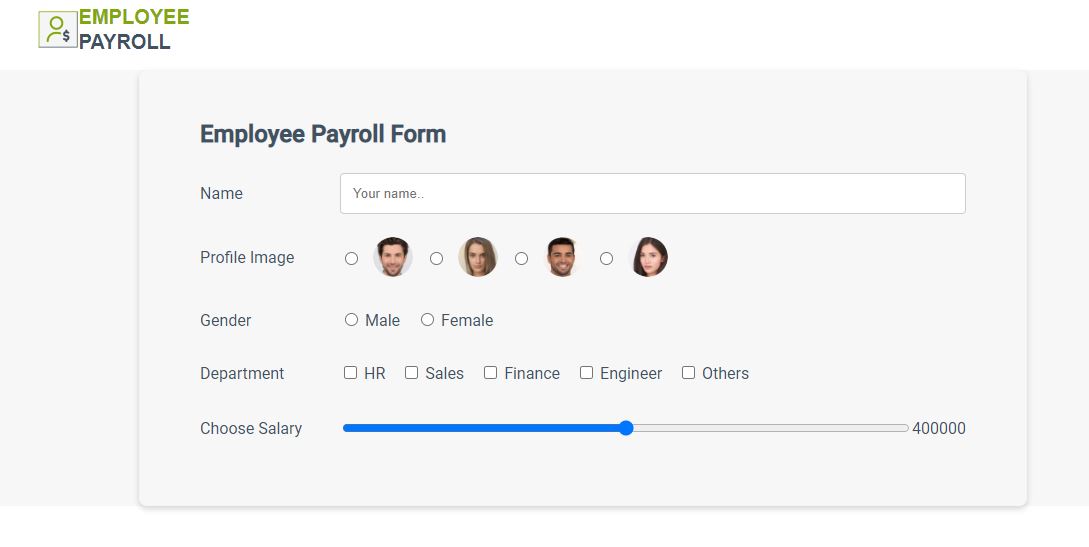 EMPLOYEE
PAYROLL
Employee Payroll Form
Name Your name..
Profile Image
Gender Male Female
Department HR Sales Finance Engineer Others
Choose Salary 400000